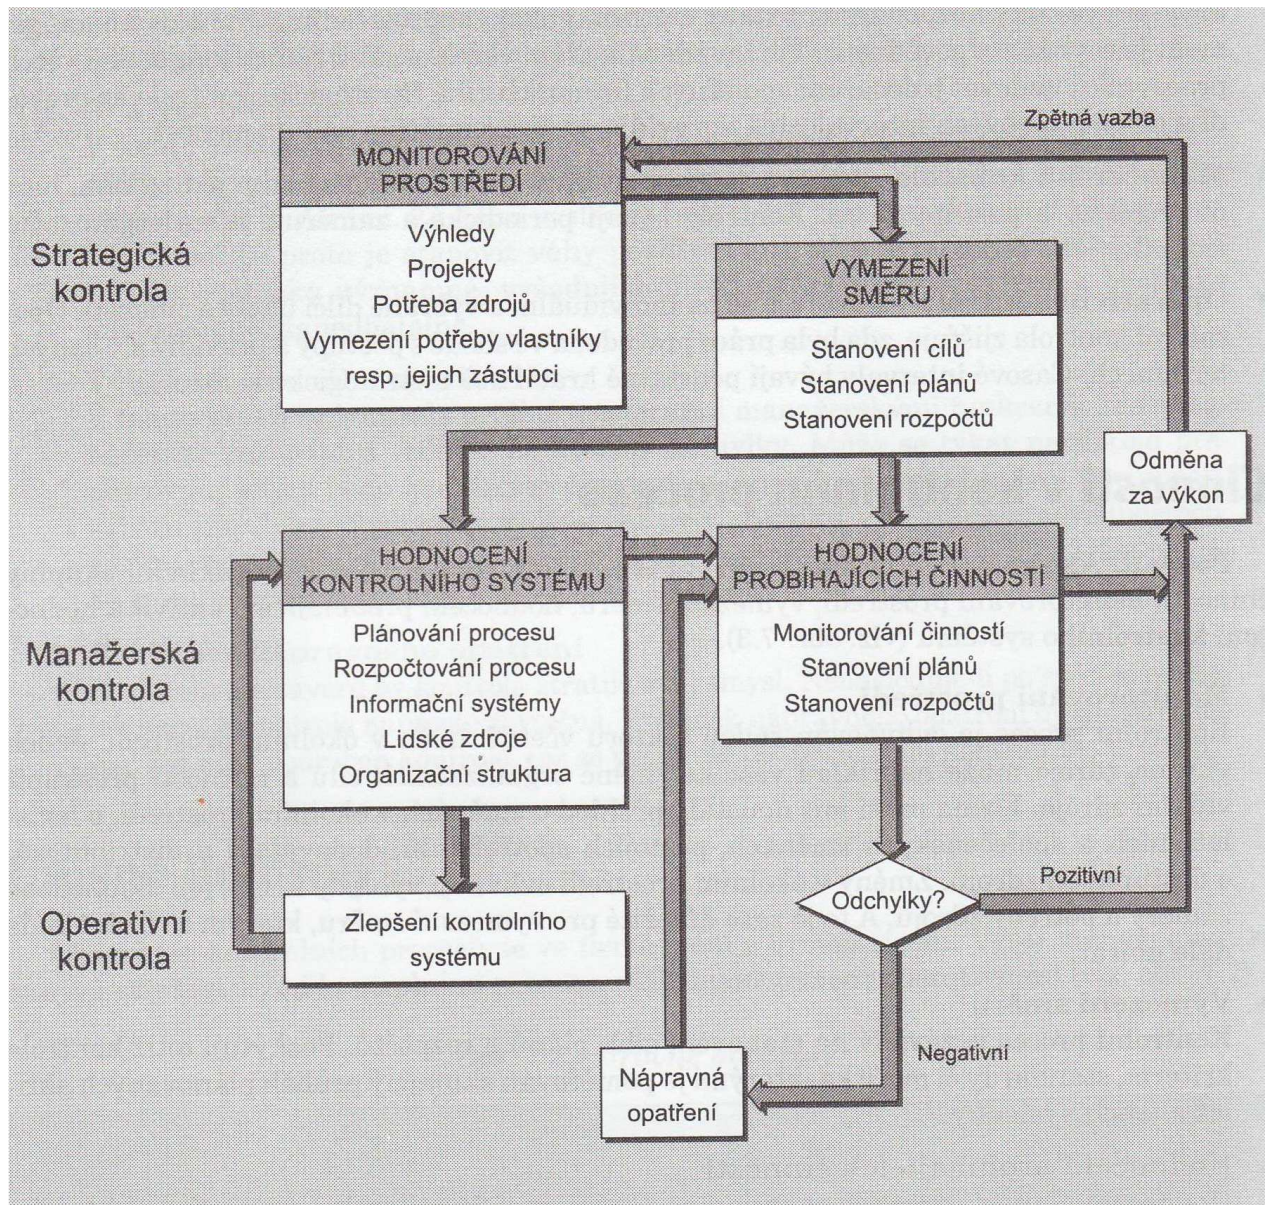 Zpětná vazba
MONITOROVÁNÍ
PROSTŘEDÍ
Výhledy
Projekty
Potřeba zdrojů
Vymezení potřeby vlastníky
resp. jejich zástupci
Strategická
kontrola
VYMEZENÍ
SMĚRU
Stanovení cílů
Stanovení plánů
Stanovení rozpočtů
Odměna
za výkon
HODNOCENÍ
KONTROLNÍHO SYSTÉMU
Plánování procesu
Rozpočtování procesu
Informační systémy
Lidské zdroje
Organizační struktura
HODNOCENÍ
PROBÍHAJÍCÍCH ČINNOSTÍ
Monitorování činností
Stanovení plánů
Stanovení rozpočtů
Manažerská
kontrola
Odchylky?
Pozitivní
Operativní
kontrola
Zlepšení kontrolního
systému
Negativní
Nápravná
opatření